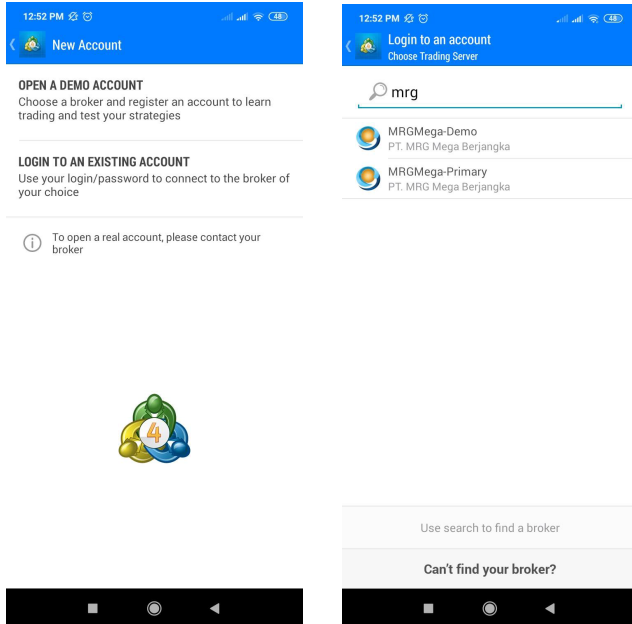 12:52 PM
48
New Account
OPEN A DEMO ACCOUNT
Choose a broker and register an account to learn
trading and test your strategies
LOGIN TO AN EXISTING ACCOUNT
Use your login/password to connect to the broker of
your choice
To open a real account, please contact your
broker
4
12:52 PM
48
Login to an account
Choose Trading Server
mrg
MRGMega-Demo
PT. MRG Mega Berjangka
MRGMega-Primary
PT. MRG Mega Berjangka
Use search to find a broker
Can't find your broker?